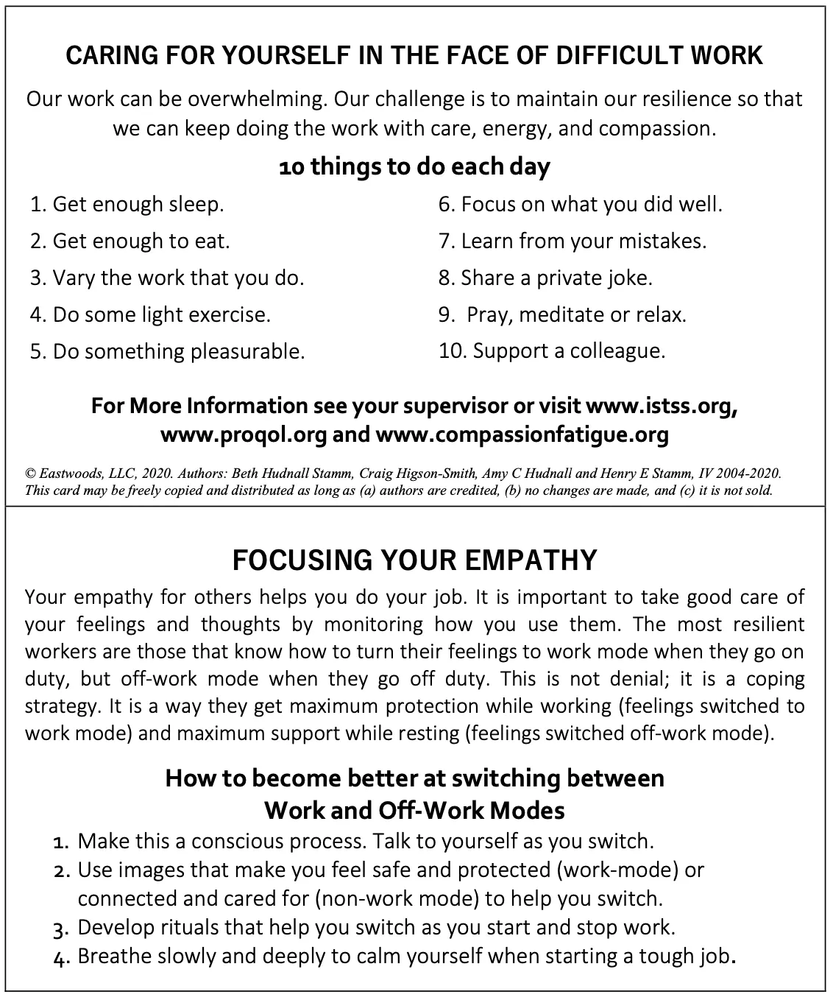 CARING FOR YOURSELF IN THE FACE OF DIFFICULT WORK
Our work can be overwhelming. Our challenge is to maintain our resilience so that
we can keep doing the work with care, energy, and compassion.
10 things to do each day
1. Get enough sleep.
2. Get enough to eat.
3. Vary the work that you do.
4. Do some light exercise.
5. Do something pleasurable.
6. Focus on what you did well.
7. Learn from your mistakes.
8. Share a private joke.
9. Pray, meditate or relax.
10. Support a colleague.
For More Information see your supervisor or visit www.istss.org,
www.proqol.org and www.compassionfatigue.org
© Eastwoods, LLC, 2020. Authors: Beth Hudnall Stamm, Craig Higson-Smith, Amy C Hudnall and Henry E Stamm, IV 2004-2020.
This card may be freely copied and distributed as long as (a) authors are credited, (b) no changes are made, and (c) it is not sold.
FOCUSING YOUR EMPATHY
Your empathy for others helps you do your job. It is important to take good care of
your feelings and thoughts by monitoring how you use them. The most resilient
workers are those that know how to turn their feelings to work mode when they go on
duty, but off-work mode when they go off duty. This is not denial; it is a coping
strategy. It is a way they get maximum protection while working (feelings switched to
work mode) and maximum support while resting (feelings switched off-work mode).
How to become better at switching between
Work and Off-Work Modes
1. Make this a conscious process. Talk to yourself as you switch.
2. Use images that make you feel safe and protected (work-mode) or
connected and cared for (non-work mode) to help you switch.
3. Develop rituals that help you switch as you start and stop work.
4. Breathe slowly and deeply to calm yourself when starting a tough job.